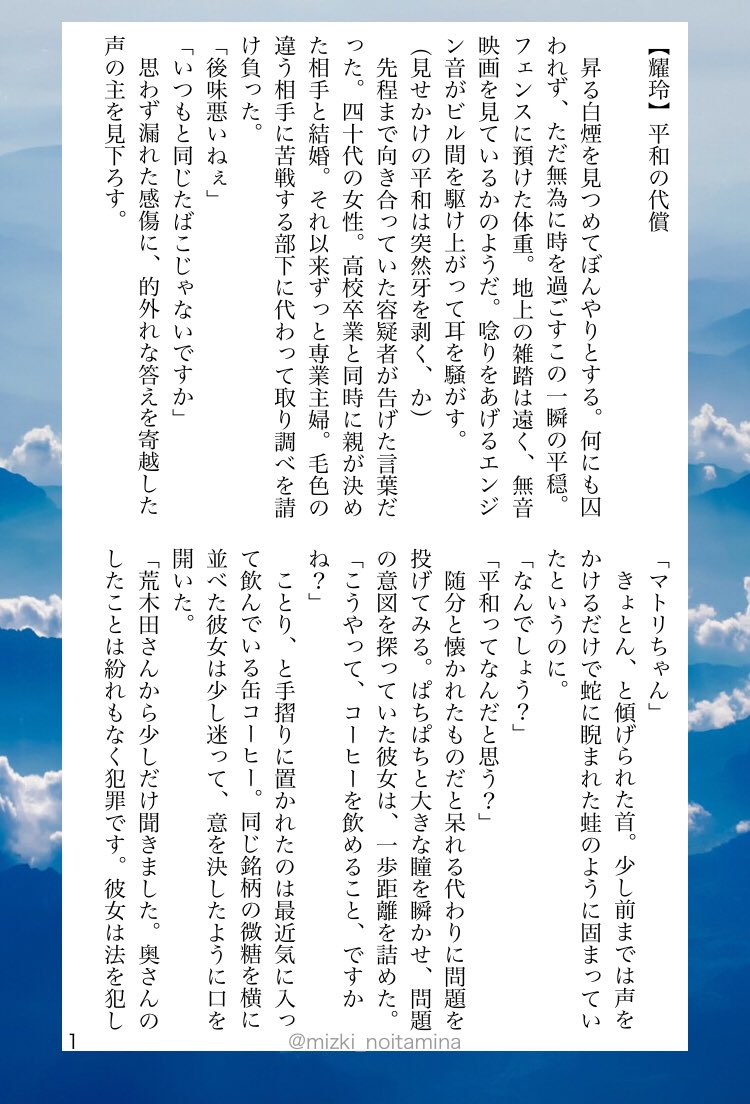 【耀玲】平和の代償
　昇る白煙を見つめてぼんやりとする。何にも囚
われず、ただ無為に時を過ごすこの一瞬の平穏。
フェンスに預けた体重。地上の雑踏は遠く、無音
映画を見ているかのようだ。唸りをあげるエンジ
ン音がビル間を駆け上がって耳を騒がす。
（見せかけの平和は突然牙を剥く、か）
　先程まで向き合っていた容疑者が告げた言葉だ
った。四十代の女性。高校卒業と同時に親が決め
た相手と結婚。それ以来ずっと専業主婦。毛色の
違う相手に苦戦する部下に代わって取り調べを請
け負った。
「後味悪いねぇ」
「いつもと同じたばこじゃないですか」
　思わず漏れた感傷に、的外れな答えを寄越した
声の主を見下ろす。
「マトリちゃん」
　きょとん、と傾げられた首。少し前までは声を
かけるだけで蛇に睨まれた蛙のように固まってい
たというのに。
「なんでしょう？」
「平和ってなんだと思う？」
　随分と懐かれたものだと呆れる代わりに問題を
投げてみる。ぱちぱちと大きな瞳を瞬かせ、問題
の意図を探っていた彼女は、一歩距離を詰めた。
「こうやって、コーヒーを飲めること、ですか
ね？」
　ことり、と手摺りに置かれたのは最近気に入っ
て飲んでいる缶コーヒー。同じ銘柄の微糖を横に
並べた彼女は少し迷って、意を決したように口を
開いた。
「荒木田さんから少しだけ聞きました。奥さんの
したことは紛れもなく犯罪です。彼女は法を犯し
1
@mizki_noitamina